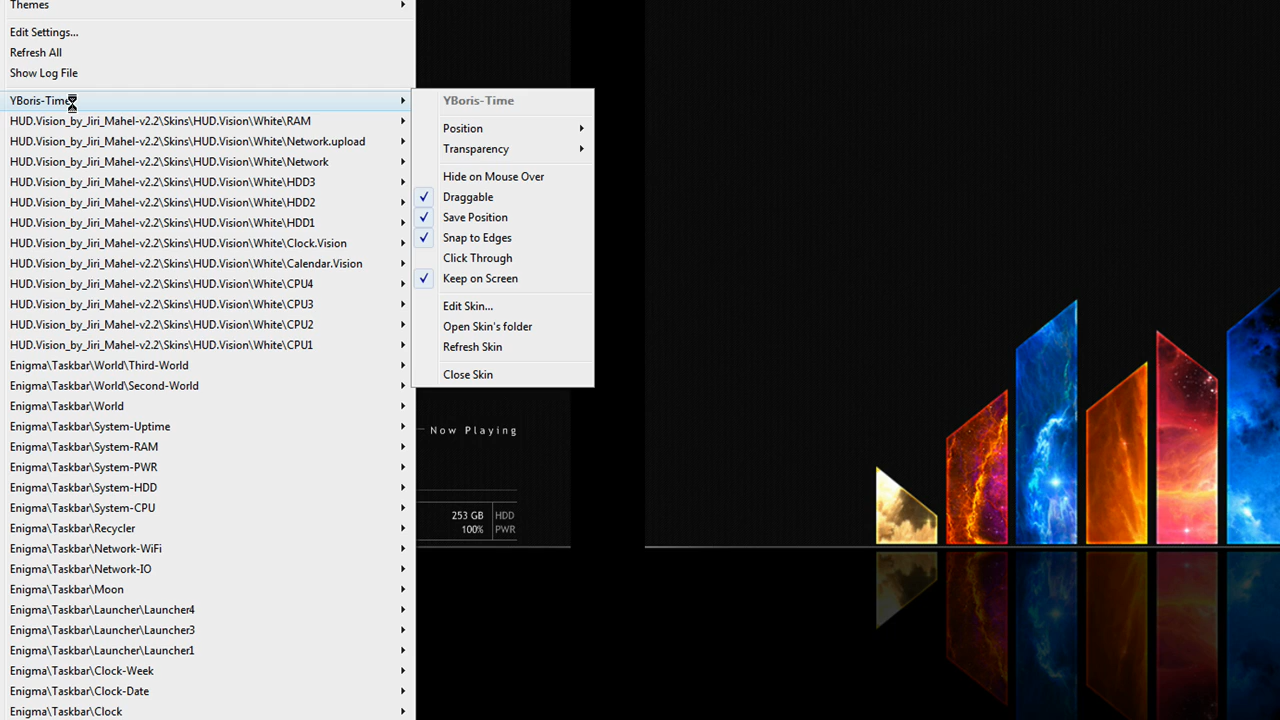 Themes
Edit Settings...
Refresh All
Show Log File
YBoris-Time
HUD.Vision_by_Jiri_Mahel-v2.2\Skins\HUD.Vision\White\RAM
HUD.Vision_by_Jiri_Mahel-v2.2\Skins\HUD.Vision\White\Network.upload
HUD.Vision_by_Jiri_Mahel-v2.2\Skins\HUD.Vision\White\Network
HUD.Vision_by_Jiri_Mahel-v2.2\Skins\HUD.Vision\White\HDD3
HUD.Vision_by_Jiri_Mahel-v2.2\Skins\HUD.Vision\White\HDD2
HUD.Vision_by_Jiri_Mahel-v2.2\Skins\HUD.Vision\White\HDD1
HUD.Vision_by_Jiri_Mahel-v2.2\Skins\HUD.Vision\White\Clock.Vision
HUD.Vision_by_Jiri_Mahel-v2.2\Skins\HUD.Vision\White\Calendar.Vision
HUD.Vision_by_Jiri_Mahel-v2.2\Skins\HUD.Vision\White\CPU4
HUD.Vision_by_Jiri_Mahel-v2.2\Skins\HUD.Vision\White\CPU3
HUD.Vision_by_Jiri_Mahel-v2.2\Skins\HUD.Vision\White\CPU2
HUD.Vision_by_Jiri_Mahel-v2.2\Skins\HUD.Vision\White\CPU1
Enigma\Taskbar\World\Third-World
Enigma\Taskbar\World\Second-World
Enigma\Taskbar\World
Enigma\Taskbar\System-Uptime
Enigma\Taskbar\System-RAM
Enigma\Taskbar\System-PWR
Enigma\Taskbar\System-HDD
Enigma\Taskbar\System-CPU
Enigma\Taskbar\Recycler
Enigma\Taskbar\Network-WiFi
Enigma\Taskbar\Network-IO
Enigma\Taskbar\Moon
Enigma\Taskbar\Launcher\Launcher4
Enigma\Taskbar\Launcher\Launcher3
Enigma\Taskbar\Launcher\Launcher1
Enigma\Taskbar\Clock-Week
Enigma\Taskbar\Clock-Date
Enigma\Taskbar\Clock
YBoris-Time
Position
Transparency
Hide on Mouse Over
Draggable
Save Position
Snap to Edges
Click Through
Keep on Screen
Edit Skin...
Open Skin's folder
Refresh Skin
Close Skin
Now Playing
253 GB HDD
100% PWR